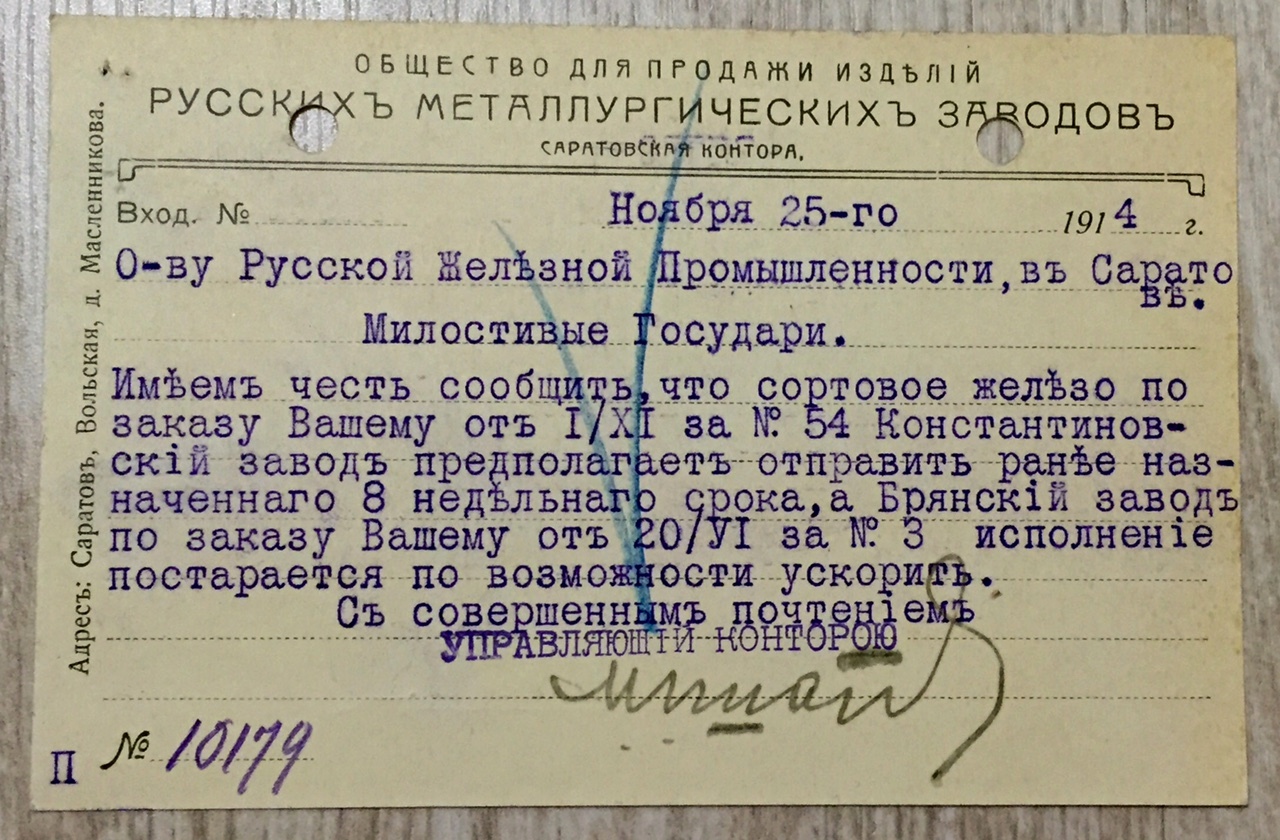 ОБЩЕСТВО ДЛЯ ПРОДАЖИ ИЗДѢЛІЙ
РУССКИХЪ МЕТАЛЛУРГИЧЕСКИХЪ ЗАВОДОВЪ
САРАТОВСКАЯ КОНТОРА.
Адресъ: Саратовъ, Вольская, д. Масленникова.
Вход. № Ноября 25-го 1914 г.
О-ву Русской Желѣзной Промышленности,въ Сарато
вѣ.
Милостивые Государи.
Имѣемъ честь сообщить,что сортовое желѣзо по
заказу Вашему отъ I/XI за № 54 Константинов-
скій заводъ предполагаетъ отправить ранѣе наз-
наченнаго 8 недѣльнаго срока,а Брянскій заводъ
по заказу Вашему отъ 20/VI за № 3 исполненіе
постарается по возможности ускорить.
Съ совершеннымъ почтеніемъ
УПРАВЛЯЮЩІЙ КОНТОРОЮ
П № 10179